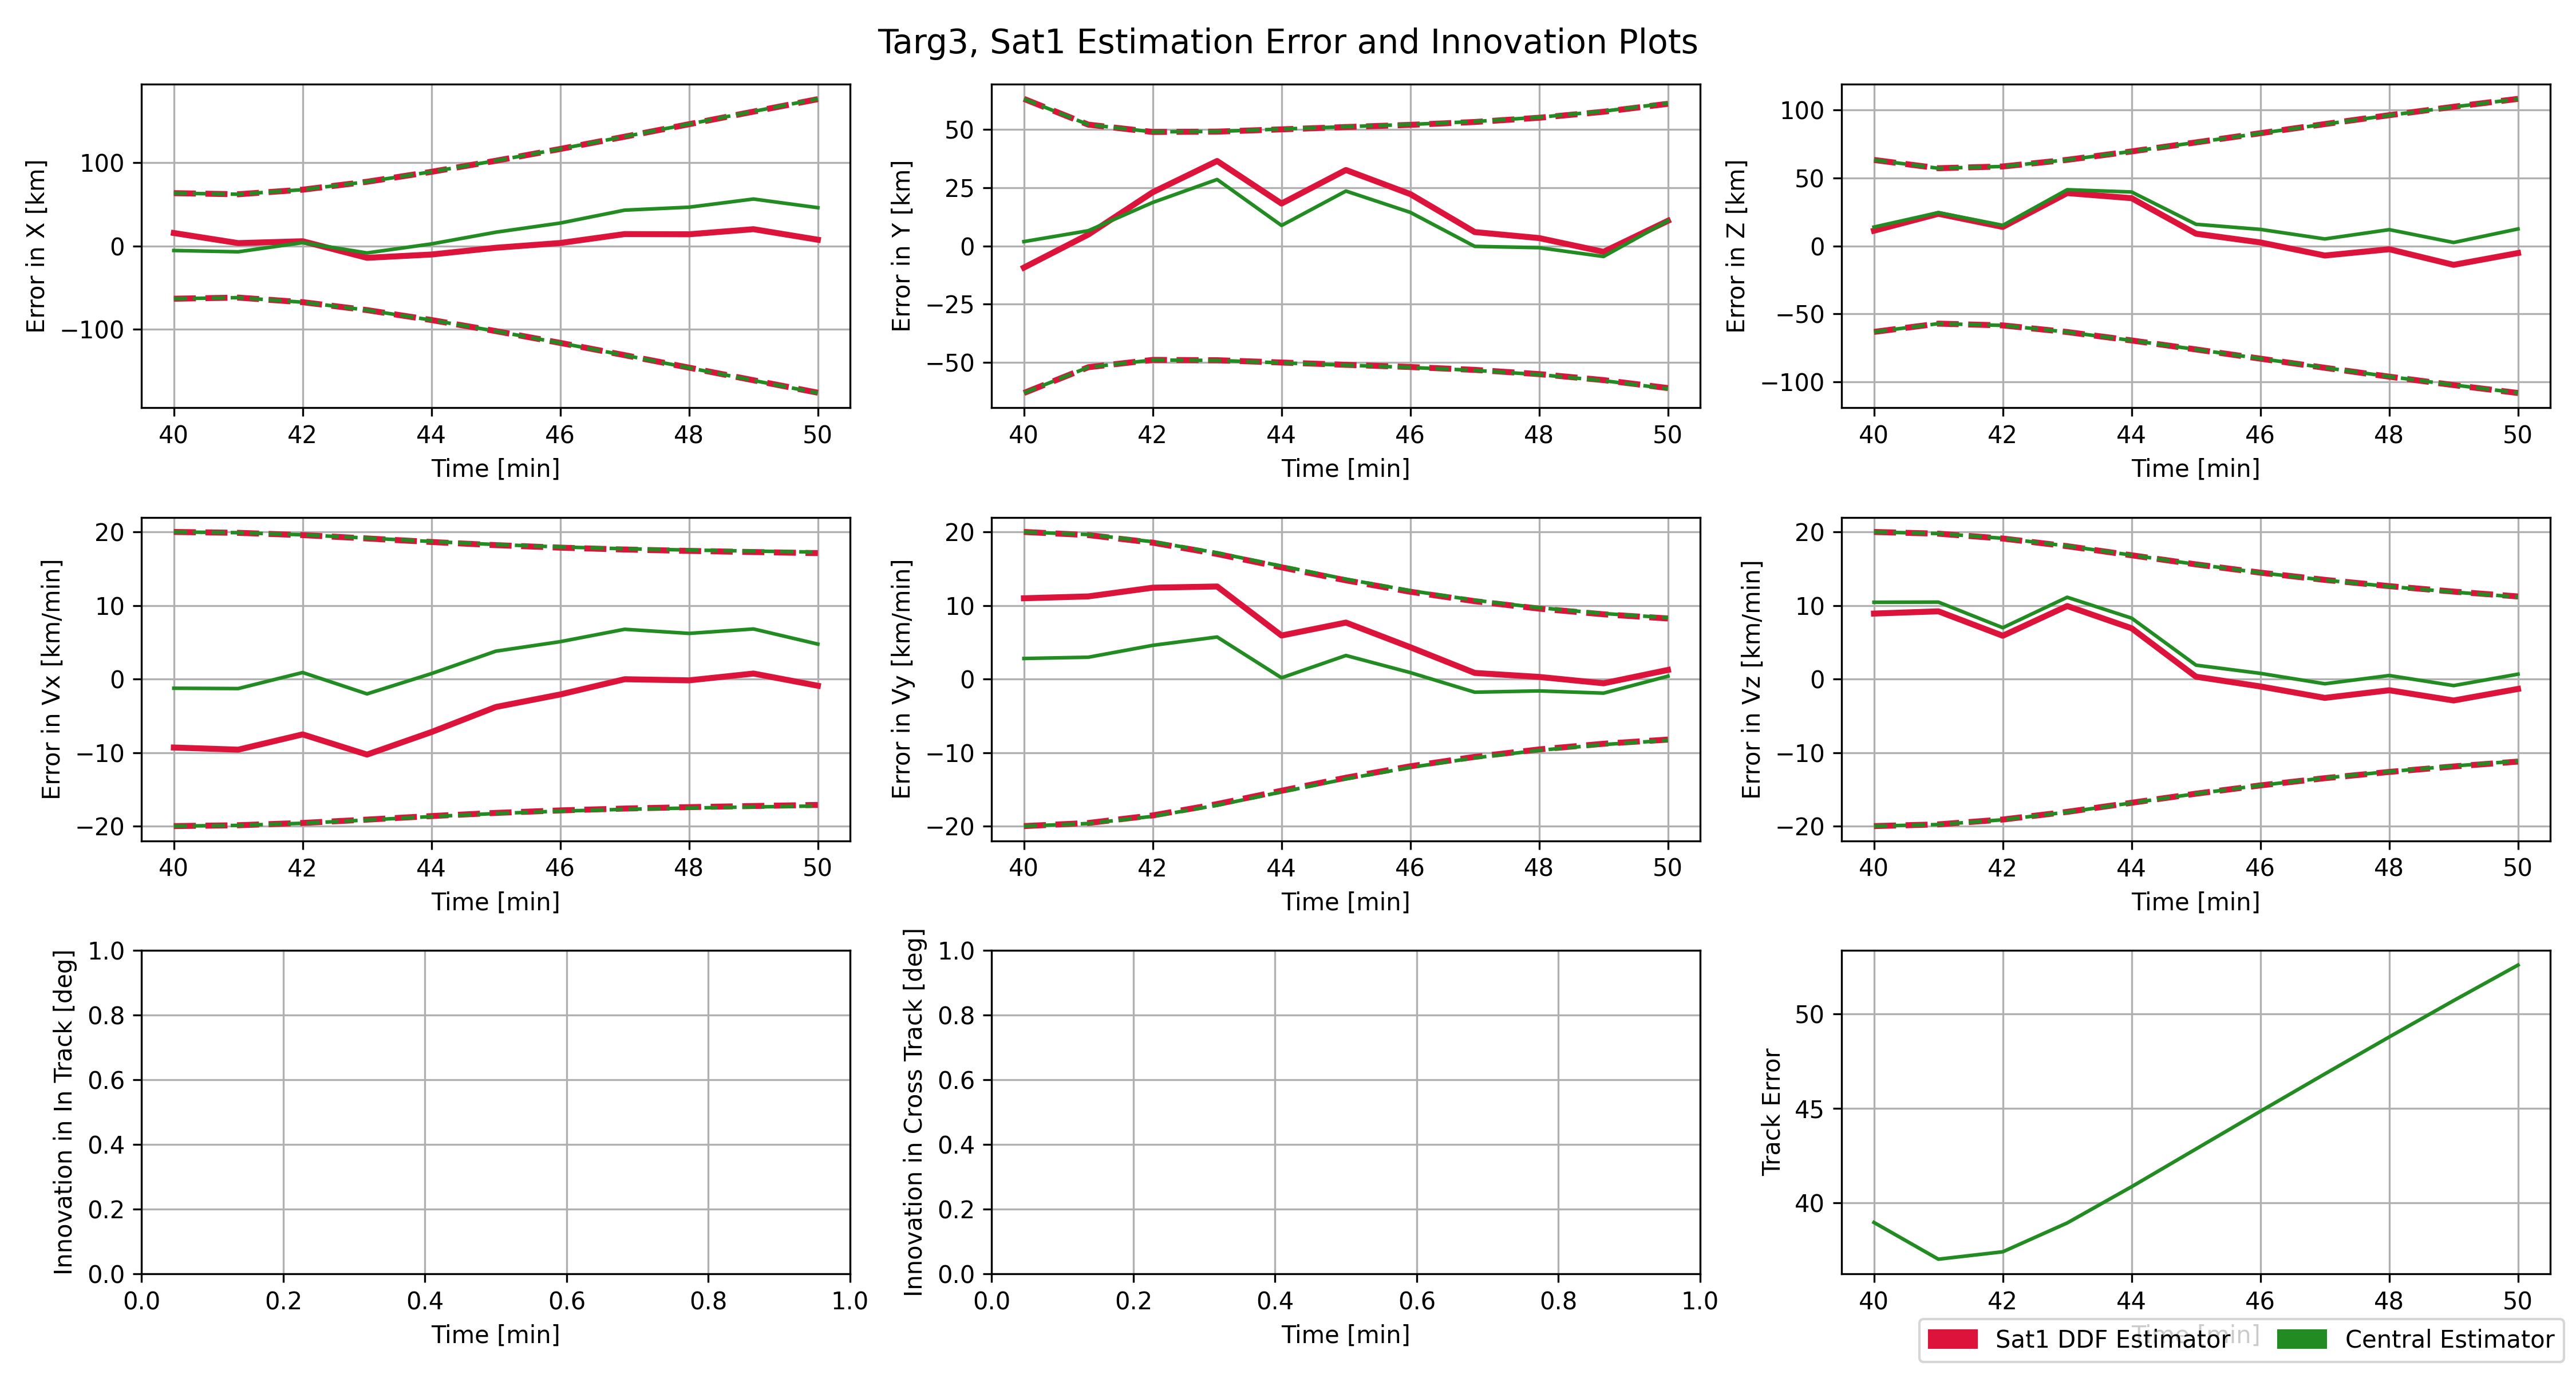 Targ3, Sat1 Estimation Error and Innovation Plots
Error in X [km]
100
0
−100
40 42 44 46 48 50
Time [min]
Error in Y [km]
50
25
0
−25
−50
40 42 44 46 48 50
Time [min]
Error in Z [km]
100
50
0
−50
−100
40 42 44 46 48 50
Time [min]
Error in Vx [km/min]
20
10
0
−10
−20
40 42 44 46 48 50
Time [min]
Error in Vy [km/min]
20
10
0
−10
−20
40 42 44 46 48 50
Time [min]
Error in Vz [km/min]
20
10
0
−10
−20
40 42 44 46 48 50
Time [min]
Innovation in In Track [deg]
1.0
0.8
0.6
0.4
0.2
0.0
0.0 0.2 0.4 0.6 0.8 1.0
Time [min]
Innovation in Cross Track [deg]
1.0
0.8
0.6
0.4
0.2
0.0
0.0 0.2 0.4 0.6 0.8 1.0
Time [min]
Track Error
50
45
40
40 42 44 46 48 50
Time [min]
Sat1 DDF Estimator Central Estimator